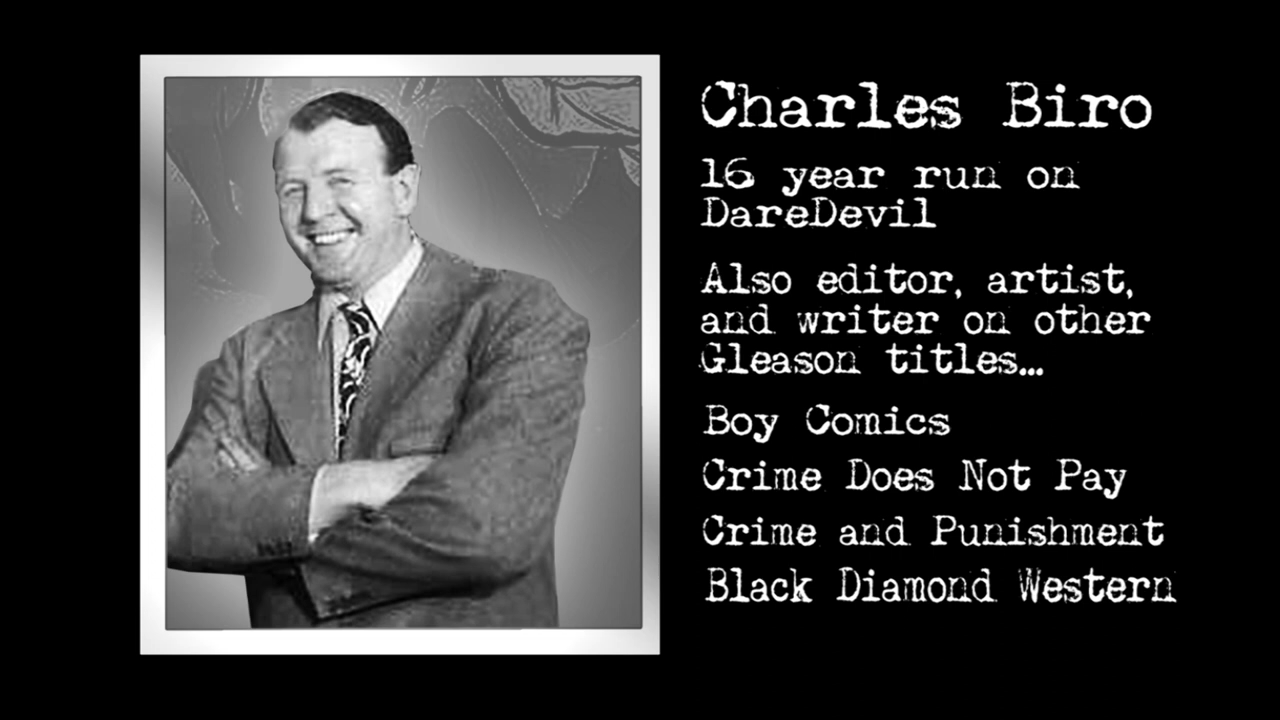 Charles Biro
16 year run on
DareDevil
Also editor, artist,
and writer on other
Gleason titles...
Boy Comics
Crime Does Not Pay
Crime and Punishment
Black Diamond Western